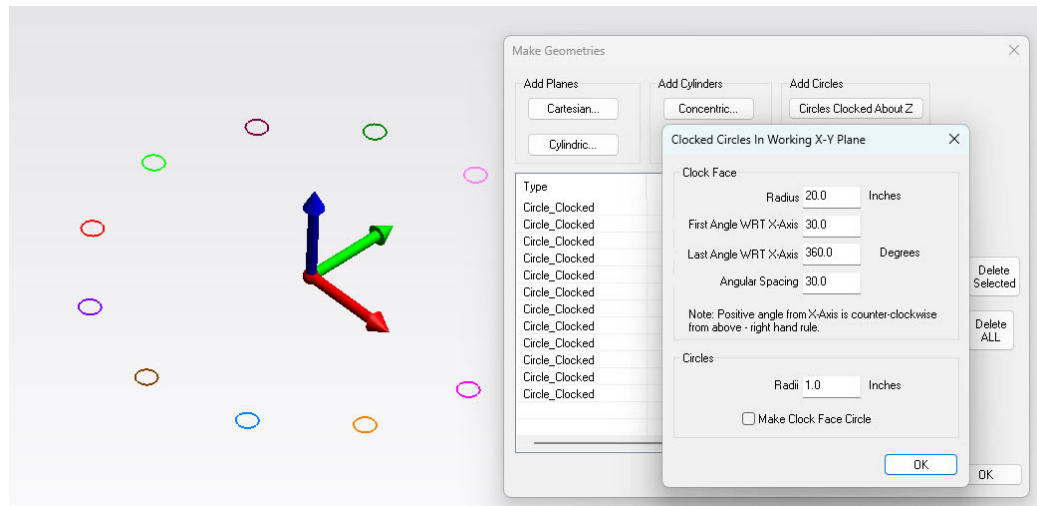 Make Geometries
Add Planes
Add Cylinders
Add Circles
Cartesian...
Concentric...
Circles Clocked About Z
Cylindric...
Type
Circle_Clocked
Circle_Clocked
Circle_Clocked
Circle_Clocked
Circle_Clocked
Circle_Clocked
Circle_Clocked
Circle_Clocked
Circle_Clocked
Circle_Clocked
Circle_Clocked
Circle_Clocked
Delete
Selected
Delete
ALL
OK
Clocked Circles In Working X-Y Plane
Clock Face
Radius 20.0 Inches
First Angle WRT X-Axis 30.0
Last Angle WRT X-Axis 360.0 Degrees
Angular Spacing 30.0
Note: Positive angle from X-Axis is counter-clockwise
from above - right hand rule.
Circles
Radii 1.0 Inches
Make Clock Face Circle
OK